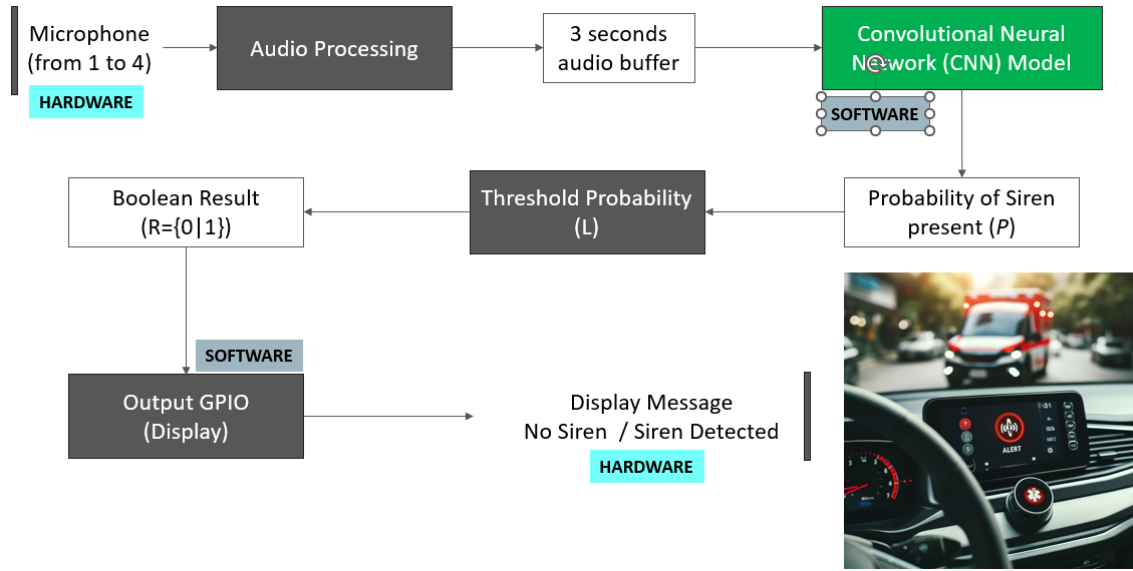 Microphone
(from 1 to 4)
HARDWARE
Audio Processing
3 seconds
audio buffer
Convolutional Neural
Network (CNN) Model
SOFTWARE
Probability of Siren
present (P)
Threshold Probability
(L)
Boolean Result
(R={0|1})
SOFTWARE
Output GPIO
(Display)
Display Message
No Siren / Siren Detected
HARDWARE
ALERT